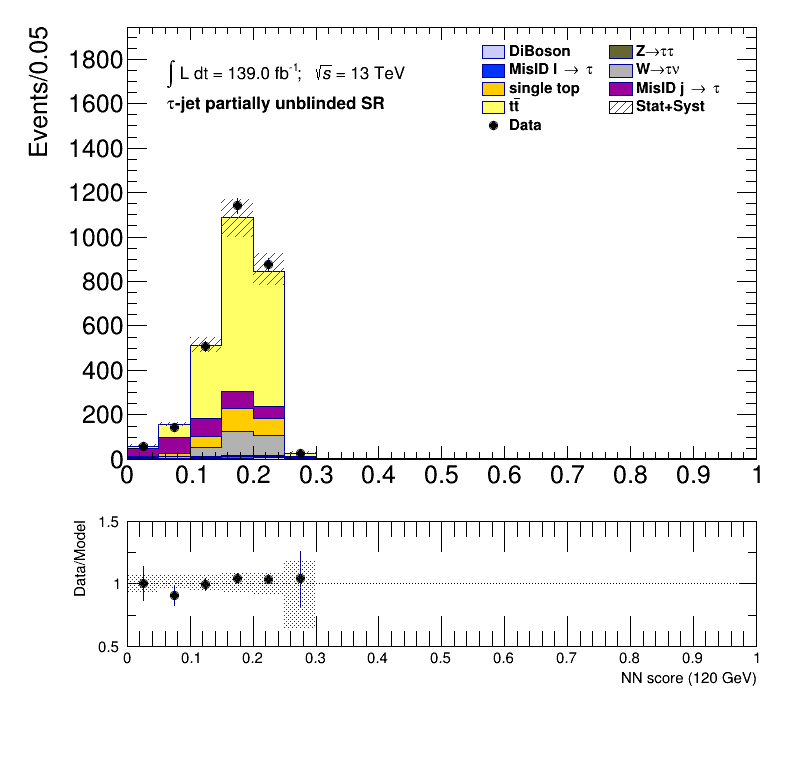 Events/0.05
1800
1600
1400
1200
1000
800
600
400
200
0
∫ L dt = 139.0 fb⁻¹; √s = 13 TeV
τ-jet partially unblinded SR
DiBoson
MisID l → τ
single top
tt̄
Data
Z→ττ
W→τν
MisID j → τ
Stat+Syst
0 0.1 0.2 0.3 0.4 0.5 0.6 0.7 0.8 0.9 1
Data/Model
1.5
1
0.5
0 0.1 0.2 0.3 0.4 0.5 0.6 0.7 0.8 0.9 1
NN score (120 GeV)